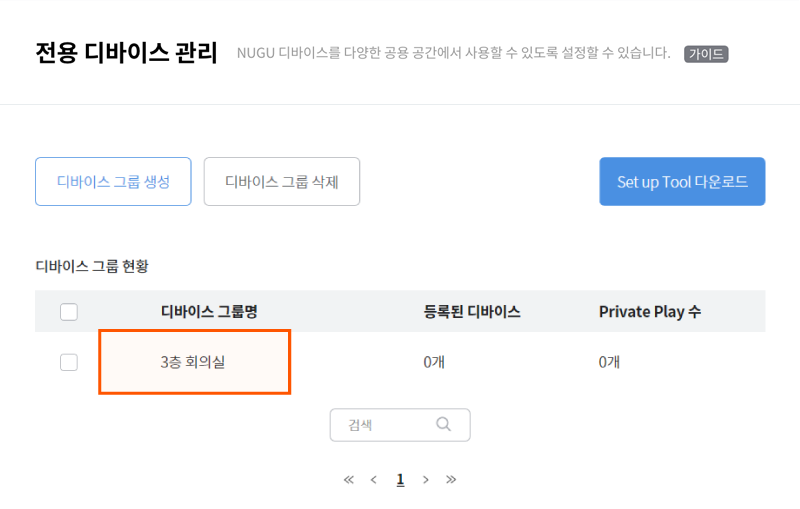 전용 디바이스 관리 NUGU 디바이스를 다양한 공용 공간에서 사용할 수 있도록 설정할 수 있습니다. 가이드
디바이스 그룹 생성 디바이스 그룹 삭제 Set up Tool 다운로드
디바이스 그룹 현황
디바이스 그룹명 등록된 디바이스 Private Play 수
3층 회의실 0개 0개
검색
« < 1 > »